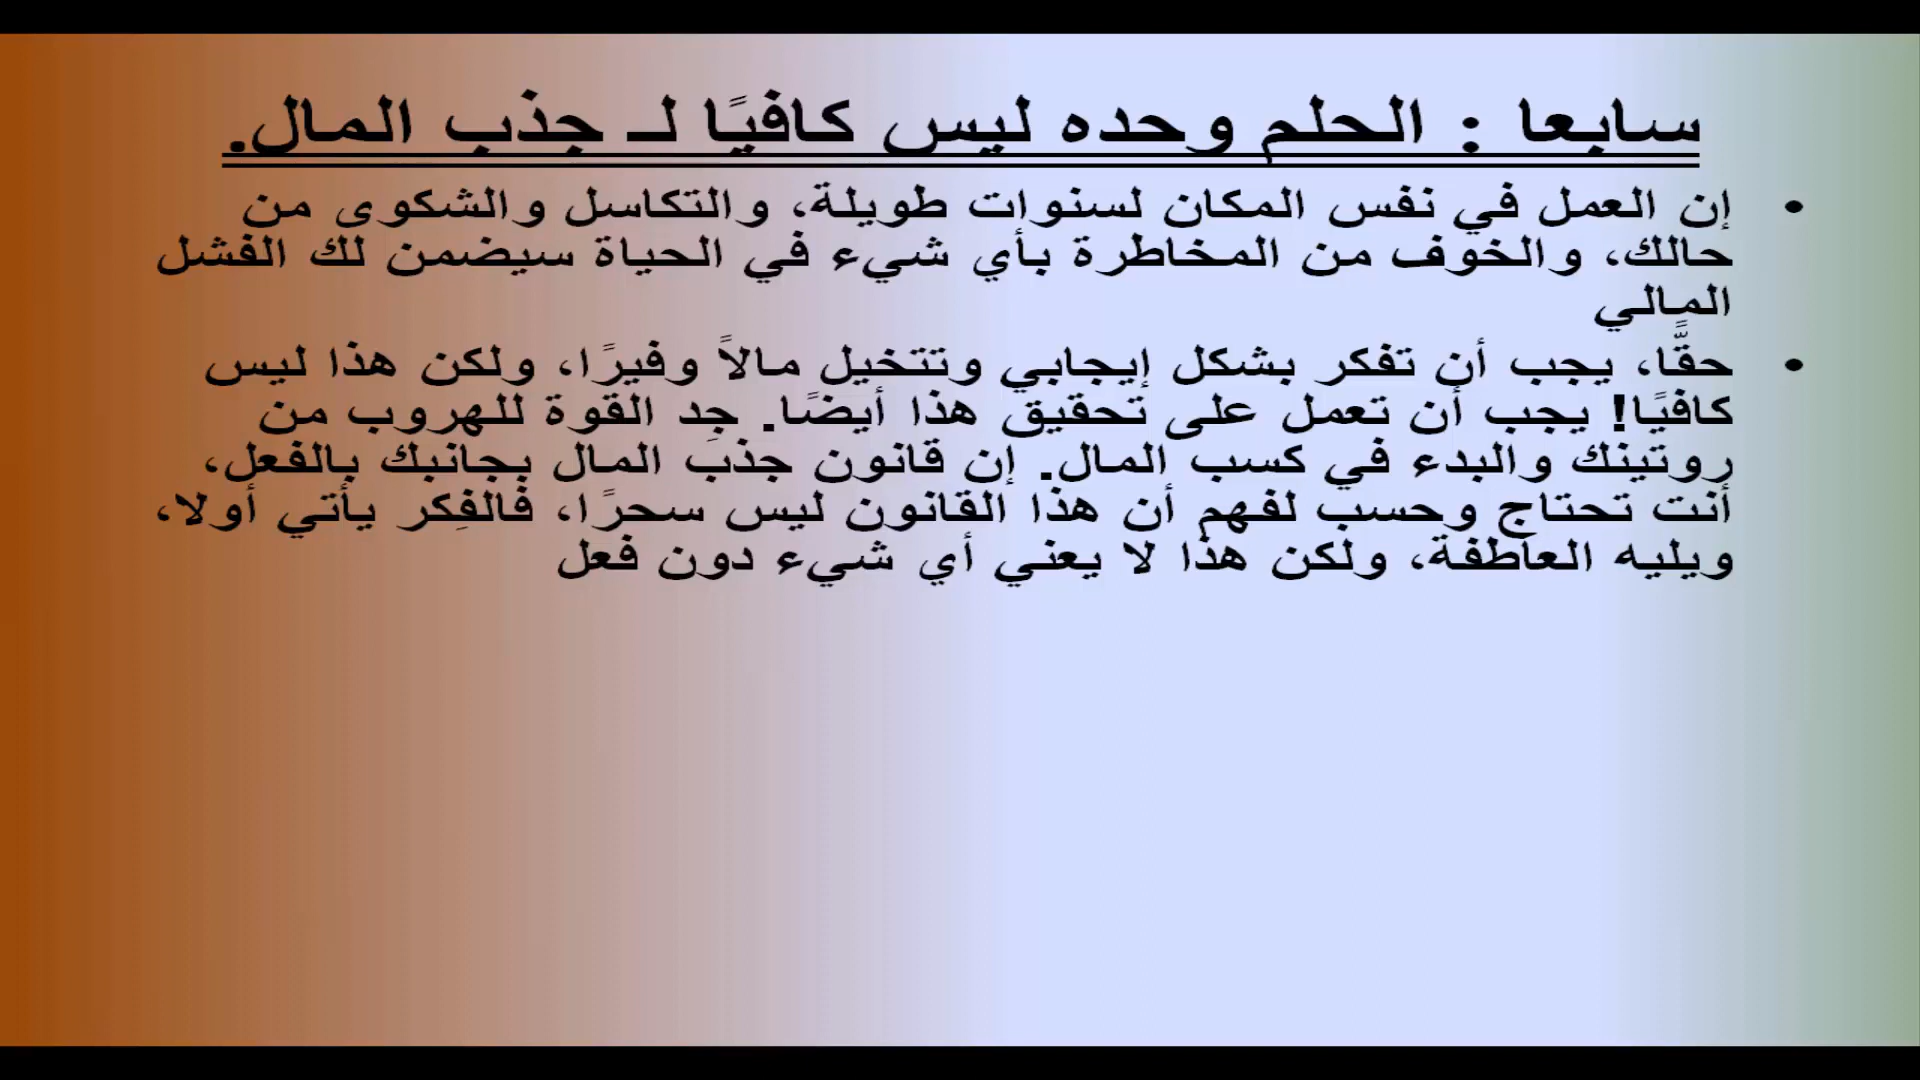 سابعا : الحلم وحده ليس كافيًا لـ جذب المال.
• إن العمل في نفس المكان لسنوات طويلة، والتكاسل والشكوى من
حالك، والخوف من المخاطرة بأي شيء في الحياة سيضمن لك الفشل
المالي
• حقًّا، يجب أن تفكر بشكل إيجابي وتتخيل مالاً وفيرًا، ولكن هذا ليس
كافيًا! يجب أن تعمل على تحقيق هذا أيضًا. جِد القوة للهروب من
روتينك والبدء في كسب المال. إن قانون جذب المال بجانبك بالفعل،
أنت تحتاج وحسب لفهم أن هذا القانون ليس سحرًا، فالفِكر يأتي أولا،
ويليه العاطفة، ولكن هذا لا يعني أي شيء دون فعل